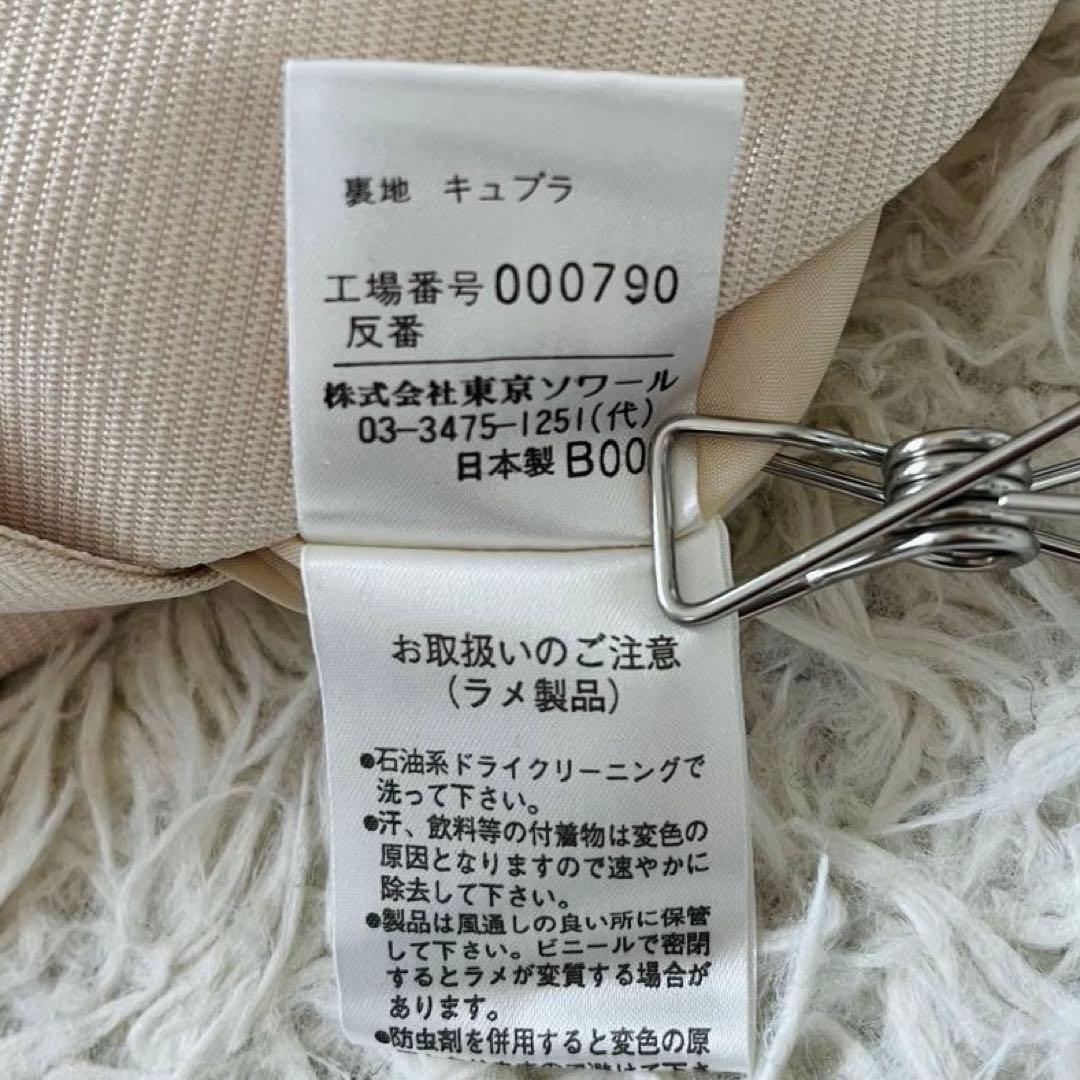 裏地 キュプラ
工場番号000790
反番
株式会社東京ソワール
03-3475-1251(代)
日本製 B00
お取扱いのご注意
(ラメ製品)
●石油系ドライクリーニングで
洗って下さい。
●汗、飲料等の付着物は変色の
原因となりますので速やかに
除去して下さい。
●製品は風通しの良い所に保管
して下さい。ビニールで密閉
するとラメが変質する場合が
あります。
●防虫剤を併用すると変色の原